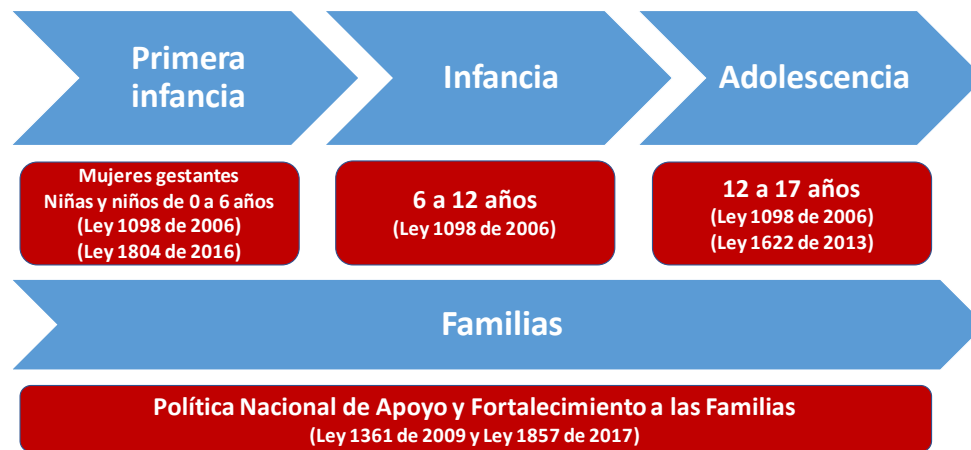 Primera
infancia
Infancia
Adolescencia
Mujeres gestantes
Niñas y niños de 0 a 6 años
(Ley 1098 de 2006)
(Ley 1804 de 2016)
6 a 12 años
(Ley 1098 de 2006)
12 a 17 años
(Ley 1098 de 2006)
(Ley 1622 de 2013)
Familias
Política Nacional de Apoyo y Fortalecimiento a las Familias
(Ley 1361 de 2009 y Ley 1857 de 2017)